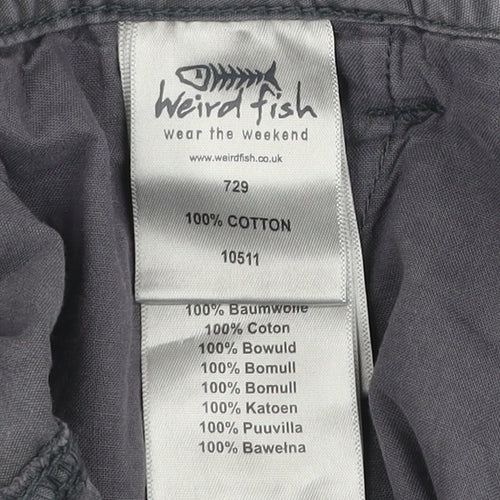 weird fish
wear the weekend
www.weirdfish.co.uk
729
100% COTTON
10511
100% Baumwolle
100% Coton
100% Bowuld
100% Bomull
100% Bomull
100% Katoen
100% Puuvilla
100% Bawełna